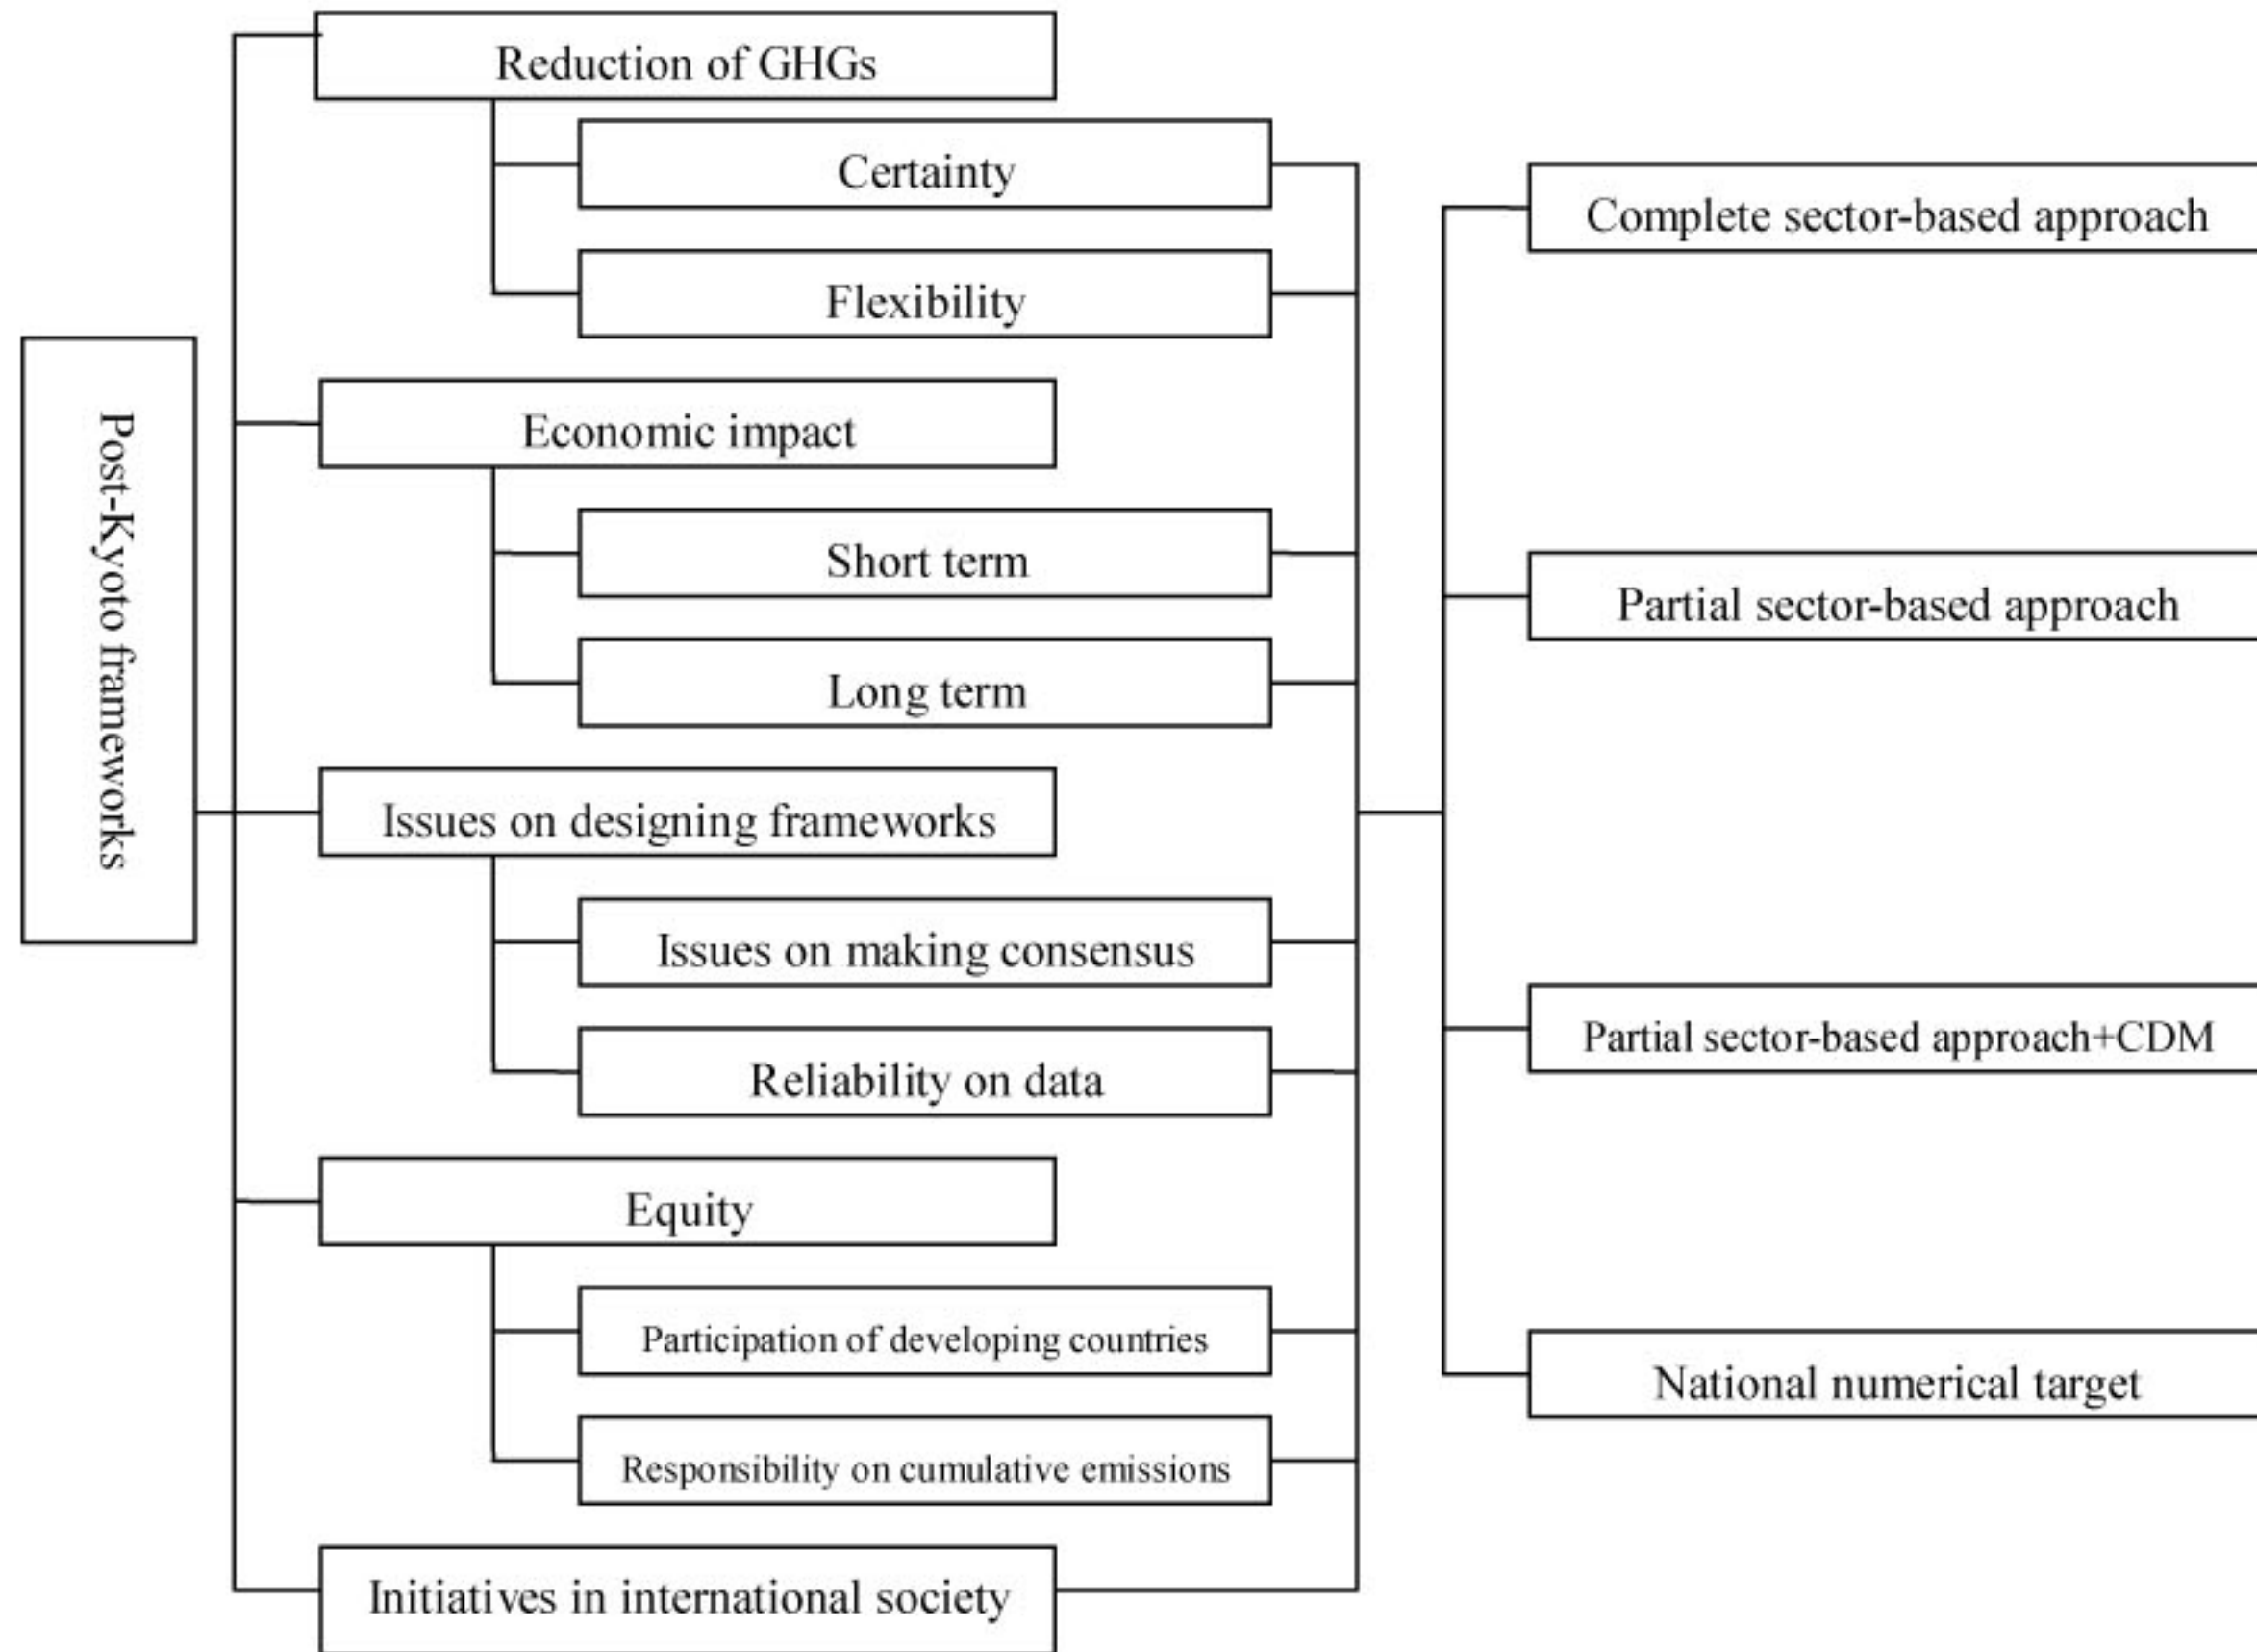 Post-Kyoto frameworks
Reduction of GHGs
Certainty
Flexibility
Economic impact
Short term
Long term
Issues on designing frameworks
Issues on making consensus
Reliability on data
Equity
Participation of developing countries
Responsibility on cumulative emissions
Initiatives in international society
Complete sector-based approach
Partial sector-based approach
Partial sector-based approach+CDM
National numerical target